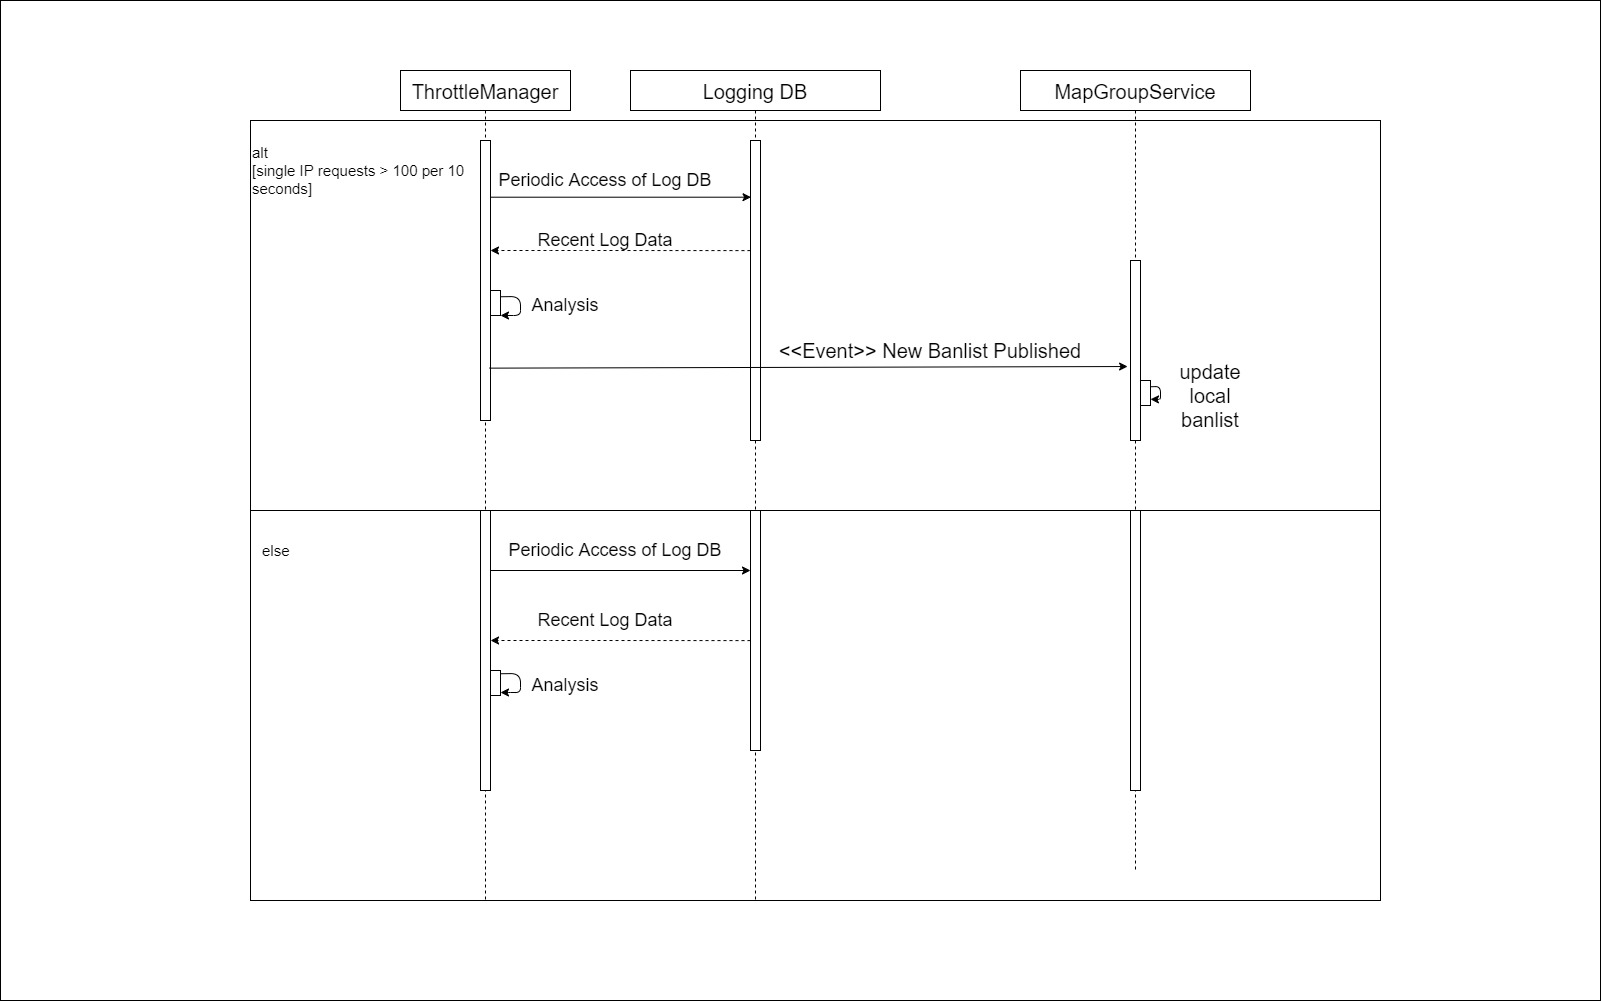 ThrottleManager
Logging DB
MapGroupService
alt
[single IP requests > 100 per 10
seconds]
Periodic Access of Log DB
Recent Log Data
Analysis
<<Event>> New Banlist Published
update
local
banlist
else
Periodic Access of Log DB
Recent Log Data
Analysis